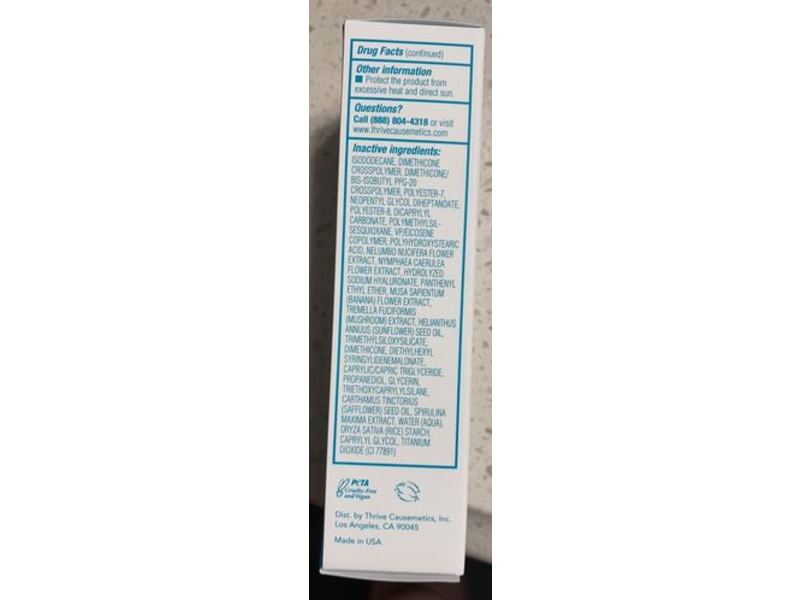 Drug Facts (continued)
Other information
■ Protect the product from
excessive heat and direct sun.
Questions?
Call (888) 804-4318 or visit
www.thrivecausemetics.com
Inactive ingredients:
ISODODECANE, DIMETHICONE
CROSSPOLYMER, DIMETHICONE/
BIS-ISOBUTYL PPG-20
CROSSPOLYMER, POLYESTER-7,
NEOPENTYL GLYCOL DIHEPTANOATE,
POLYESTER-8, DICAPRYLYL
CARBONATE, POLYMETHYLSIL-
SESQUIOXANE, VP/EICOSENE
COPOLYMER, POLYHYDROXYSTEARIC
ACID, NELUMBO NUCIFERA FLOWER
EXTRACT, NYMPHAEA CAERULEA
FLOWER EXTRACT, HYDROLYZED
SODIUM HYALURONATE, PANTHENYL
ETHYL ETHER, MUSA SAPIENTUM
(BANANA) FLOWER EXTRACT,
TREMELLA FUCIFORMIS
(MUSHROOM) EXTRACT, HELIANTHUS
ANNUUS (SUNFLOWER) SEED OIL,
TRIMETHYLSILOXYSILICATE,
DIMETHICONE, DIETHYLHEXYL
SYRINGYLIDENEMALONATE,
CAPRYLIC/CAPRIC TRIGLYCERIDE,
PROPANEDIOL, GLYCERIN,
TRIETHOXYCAPRYLYLSILANE,
CARTHAMUS TINCTORIUS
(SAFFLOWER) SEED OIL, SPIRULINA
MAXIMA EXTRACT, WATER (AQUA),
ORYZA SATIVA (RICE) STARCH,
CAPRYLYL GLYCOL, TITANIUM
DIOXIDE (CI 77891)
PETA
Cruelty-Free
and Vegan
Dist. by Thrive Causemetics, Inc.
Los Angeles, CA 90045
Made in USA